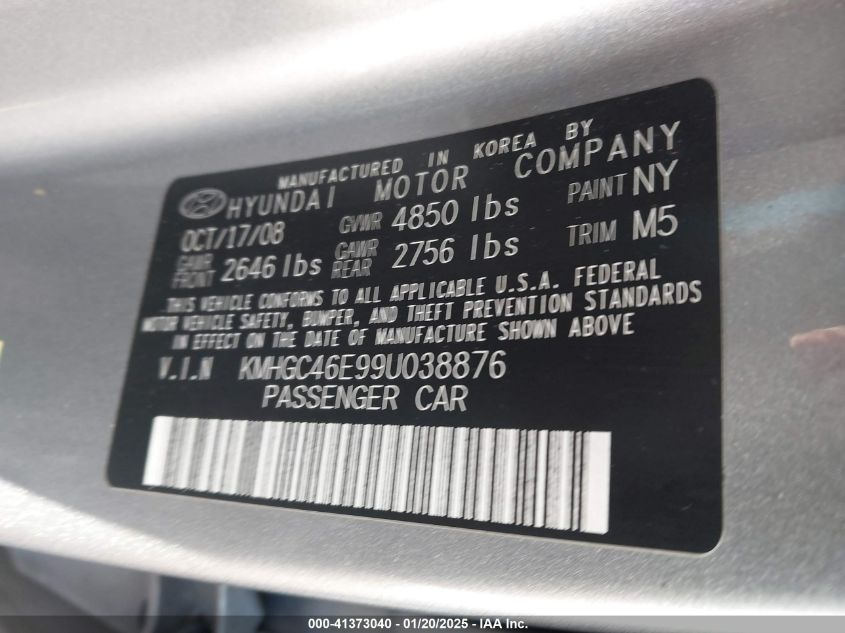 MANUFACTURED IN KOREA BY
HYUNDAI MOTOR COMPANY
OCT/17/08 GVWR 4850 lbs PAINT NY
GAWR FRONT 2646 lbs GAWR REAR 2756 lbs TRIM M5
THIS VEHICLE CONFORMS TO ALL APPLICABLE U.S.A. FEDERAL
MOTOR VEHICLE SAFETY, BUMPER, AND THEFT PREVENTION STANDARDS
IN EFFECT ON THE DATE OF MANUFACTURE SHOWN ABOVE
V.I.N KMHGC46E99U038876
PASSENGER CAR
000-41373040 — 01/20/2025 — IAA Inc.